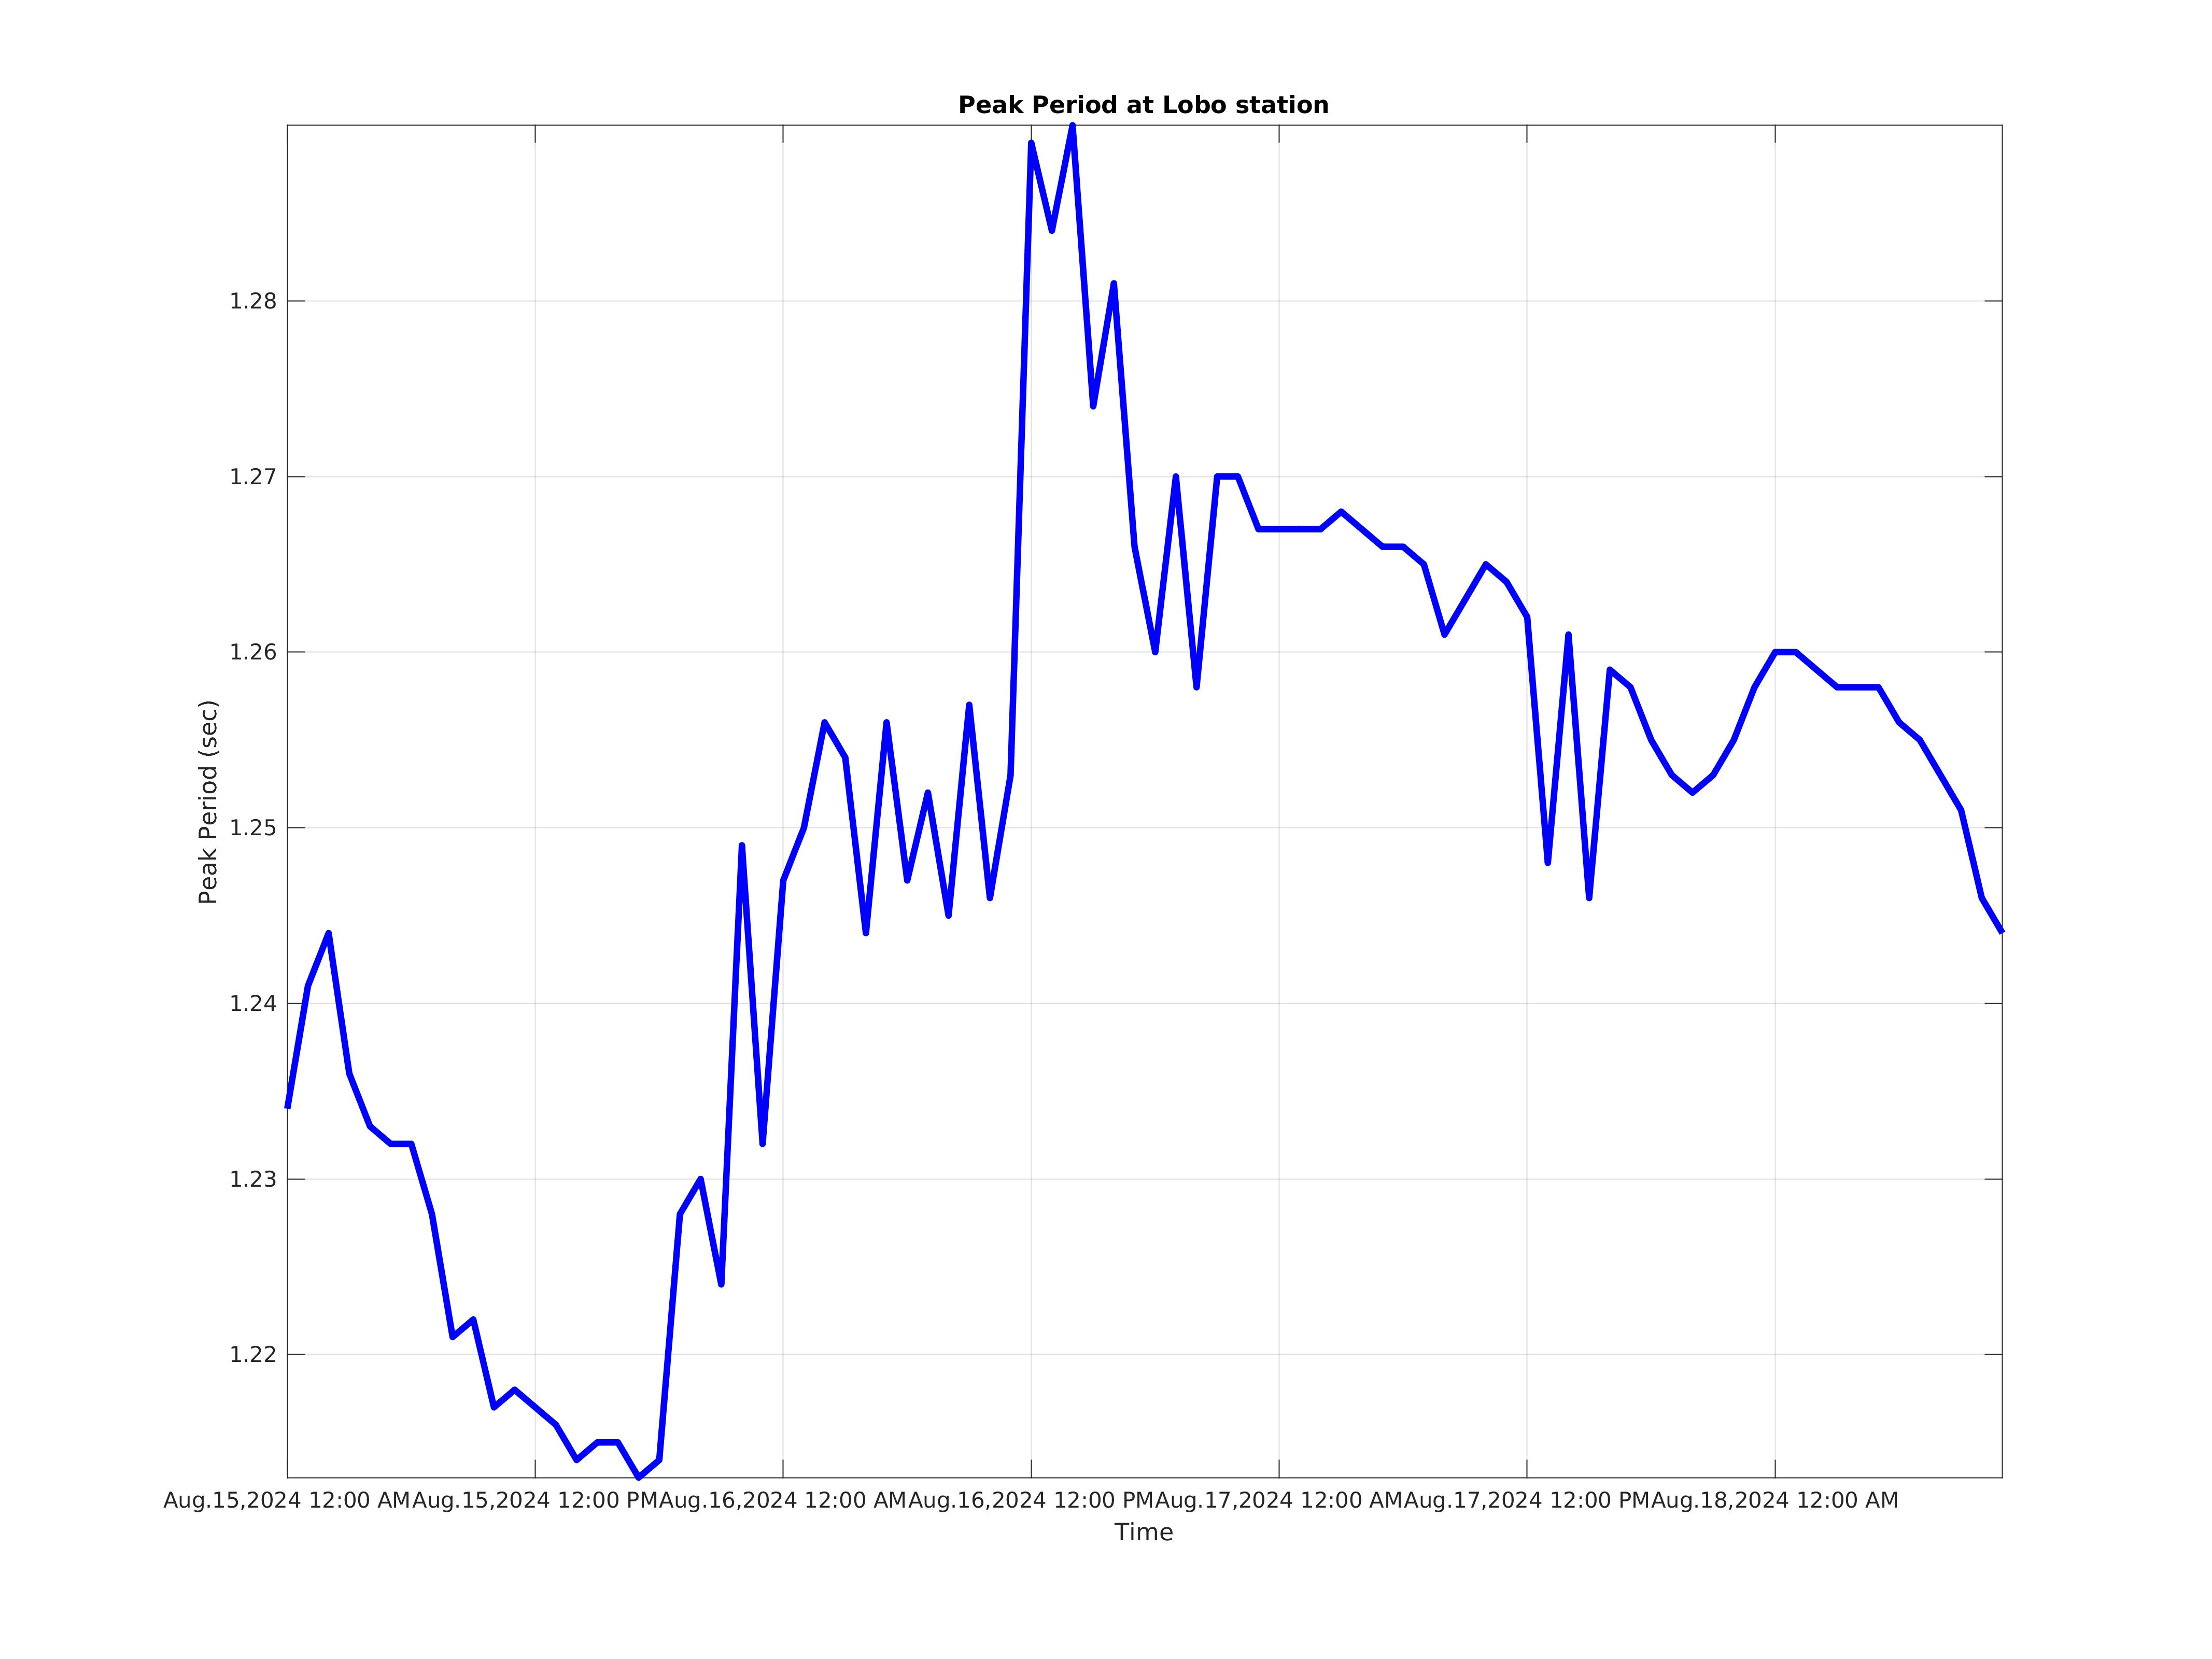 Peak Period at Lobo station
1.28
1.27
1.26
1.25
1.24
1.23
1.22
Peak Period (sec)
Aug.15,2024 12:00 AM Aug.15,2024 12:00 PM Aug.16,2024 12:00 AM Aug.16,2024 12:00 PM Aug.17,2024 12:00 AM Aug.17,2024 12:00 PM Aug.18,2024 12:00 AM
Time